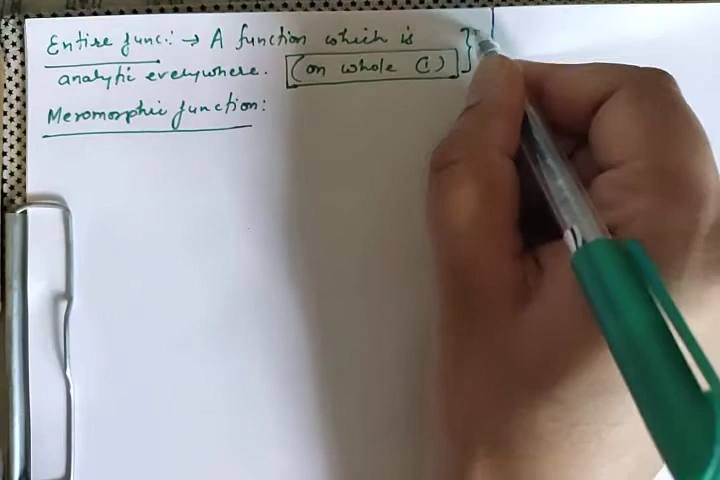 Entire func:: → A function which is
analytic everywhere. (on whole ℂ)
Meromorphic function: